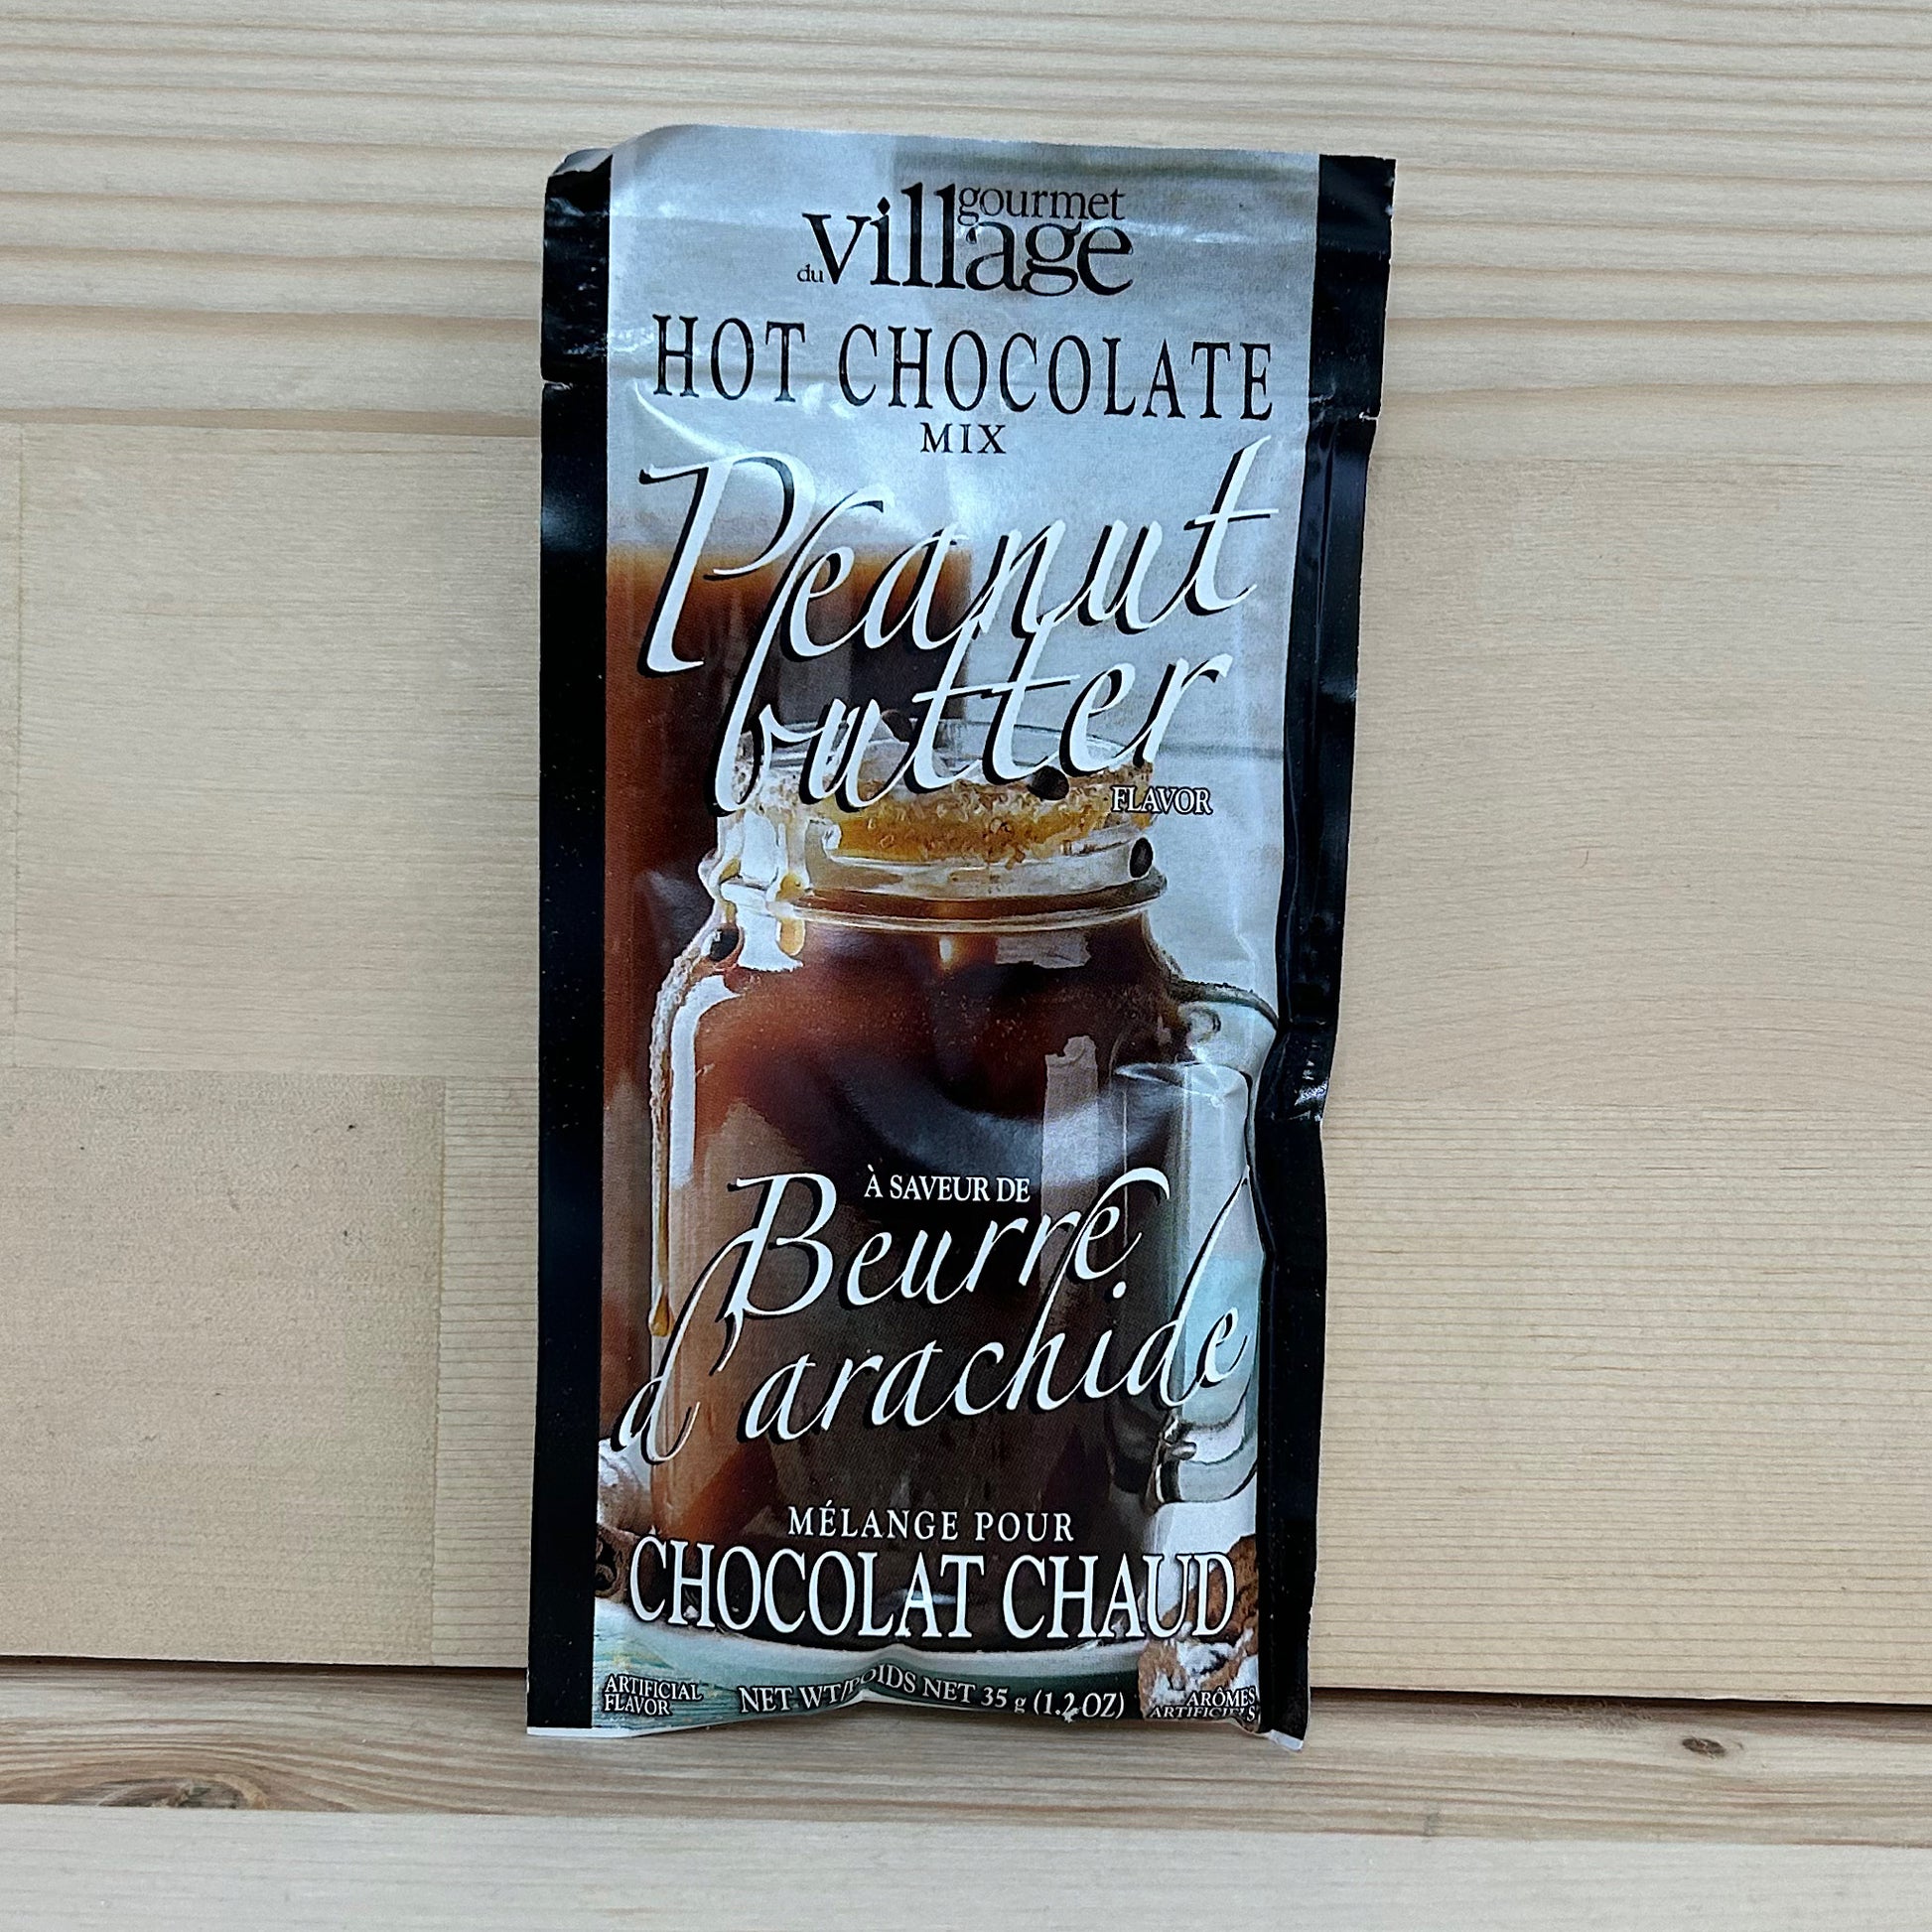 gourmet
du village
HOT CHOCOLATE
MIX
Peanut
butter
FLAVOR
À SAVEUR DE
Beurre
d'arachide
MÉLANGE POUR
CHOCOLAT CHAUD
ARTIFICIAL
FLAVOR
NET WT/POIDS NET 35 g (1.2 OZ)
ARÔMES
ARTIFICIELS